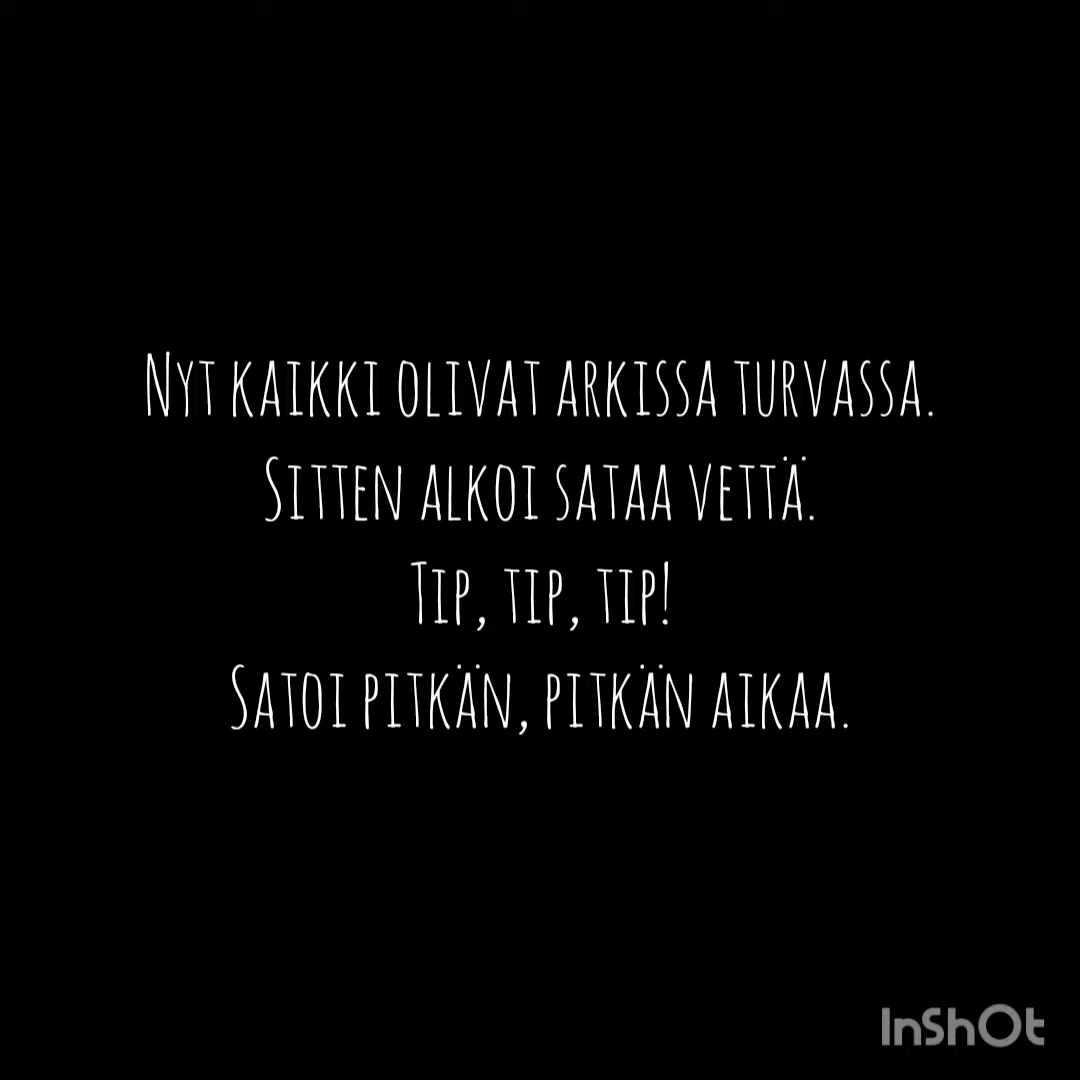 Nyt kaikki olivat arkissa turvassa.
Sitten alkoi sataa vettä.
Tip, tip, tip!
Satoi pitkän, pitkän aikaa.
InShOt